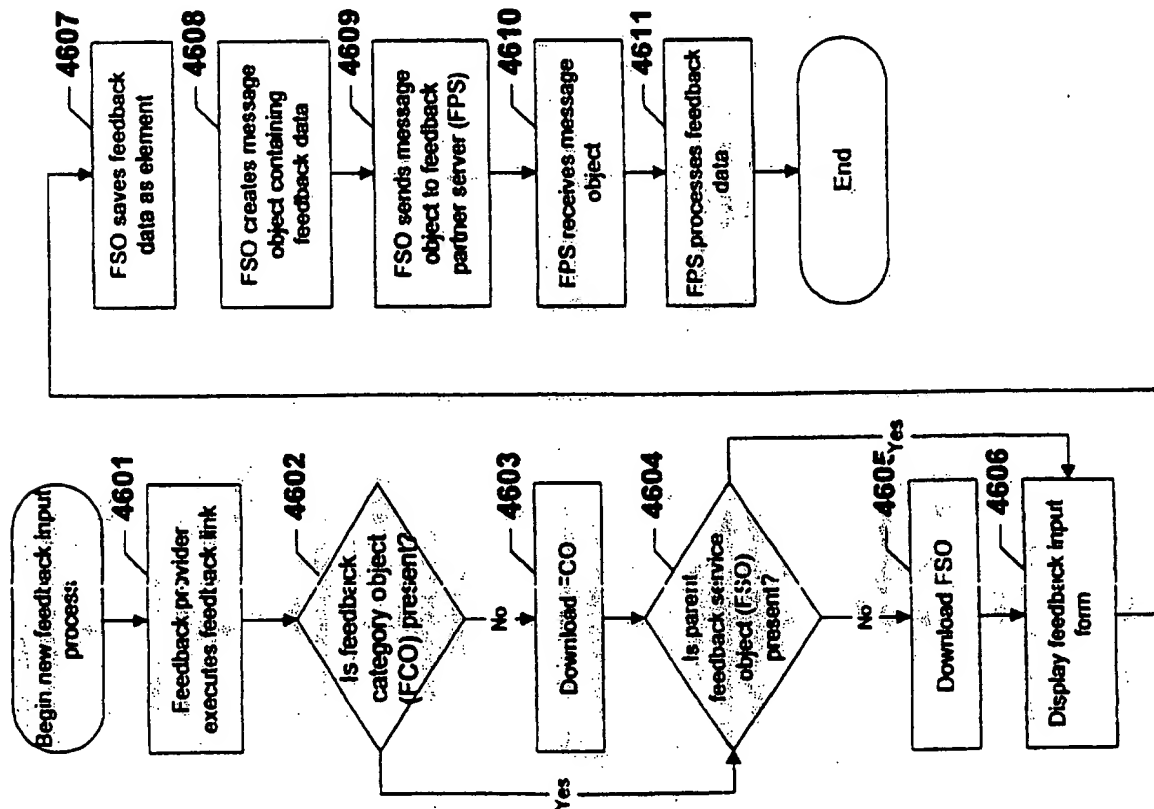 Begin new feedback input
process
4601
Feedback provider
executes feedback link
4602
Is feedback
category object
(FCO) present?
No
Yes
4603
Download FCO
4604
Is parent
feedback service
object (FSO)
present?
No
Yes
4605
Download FSO
4606
Display feedback input
form
4607
FSO saves feedback
data as element
4608
FSO creates message
object containing
feedback data
4609
FSO sends message
object to feedback
partner server (FPS)
4610
FPS receives message
object
4611
FPS processes feedback
data
End